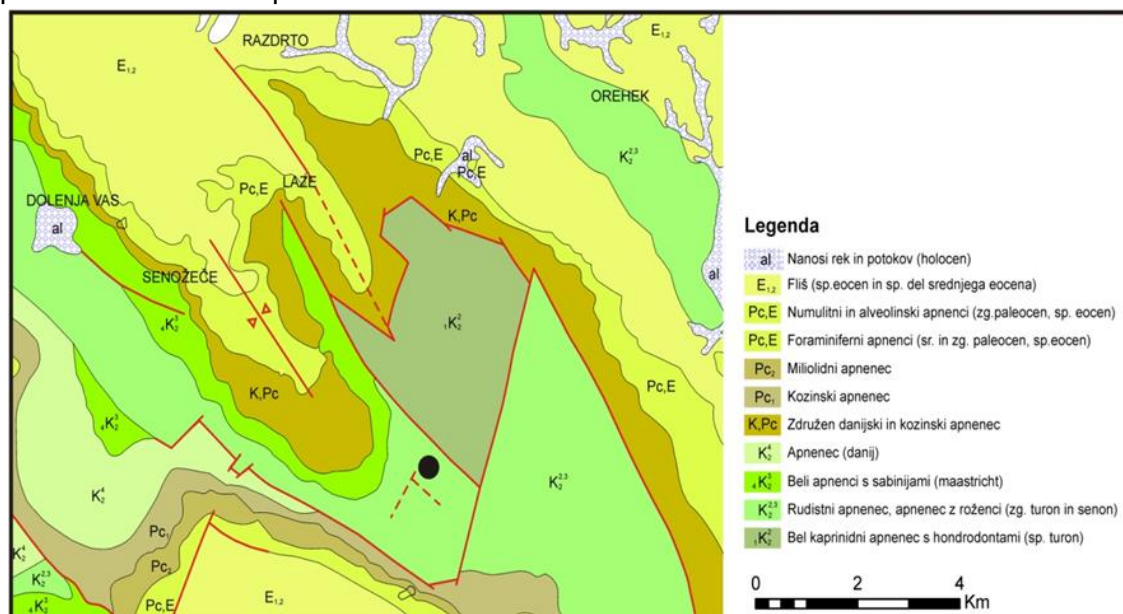 RAZDRTO
E1,2
E1,2
OREHEK
K2 2,3
Pc,E
al
Pc,E
Pc,E
LAZE
DOLENJA VAS
al
K,Pc
al
SENOŽEČE
4K2 3
1K2 2
K,Pc
Pc,E
4K2 3
K2 4
K2 2,3
Pc1
K2 4
Pc2
K2 2,3
4K2 3
Pc,E
E1,2
Legenda
al Nanosi rek in potokov (holocen)
E1,2 Fliš (sp.eocen in sp. del srednjega eocena)
Pc,E Numulitni in alveolinski apnenci (zg.paleocen, sp. eocen)
Pc,E Foraminiferni apnenci (sr. in zg. paleocen, sp.eocen)
Pc2 Miliolidni apnenec
Pc1 Kozinski apnenec
K,Pc Združen danijski in kozinski apnenec
K2 4 Apnenec (danij)
4K2 3 Beli apnenci s sabinijami (maastricht)
K2 2,3 Rudistni apnenec, apnenec z roženci (zg. turon in senon)
1K2 2 Bel kaprinidni apnenec s hondrodontami (sp. turon)
0 2 4
Km